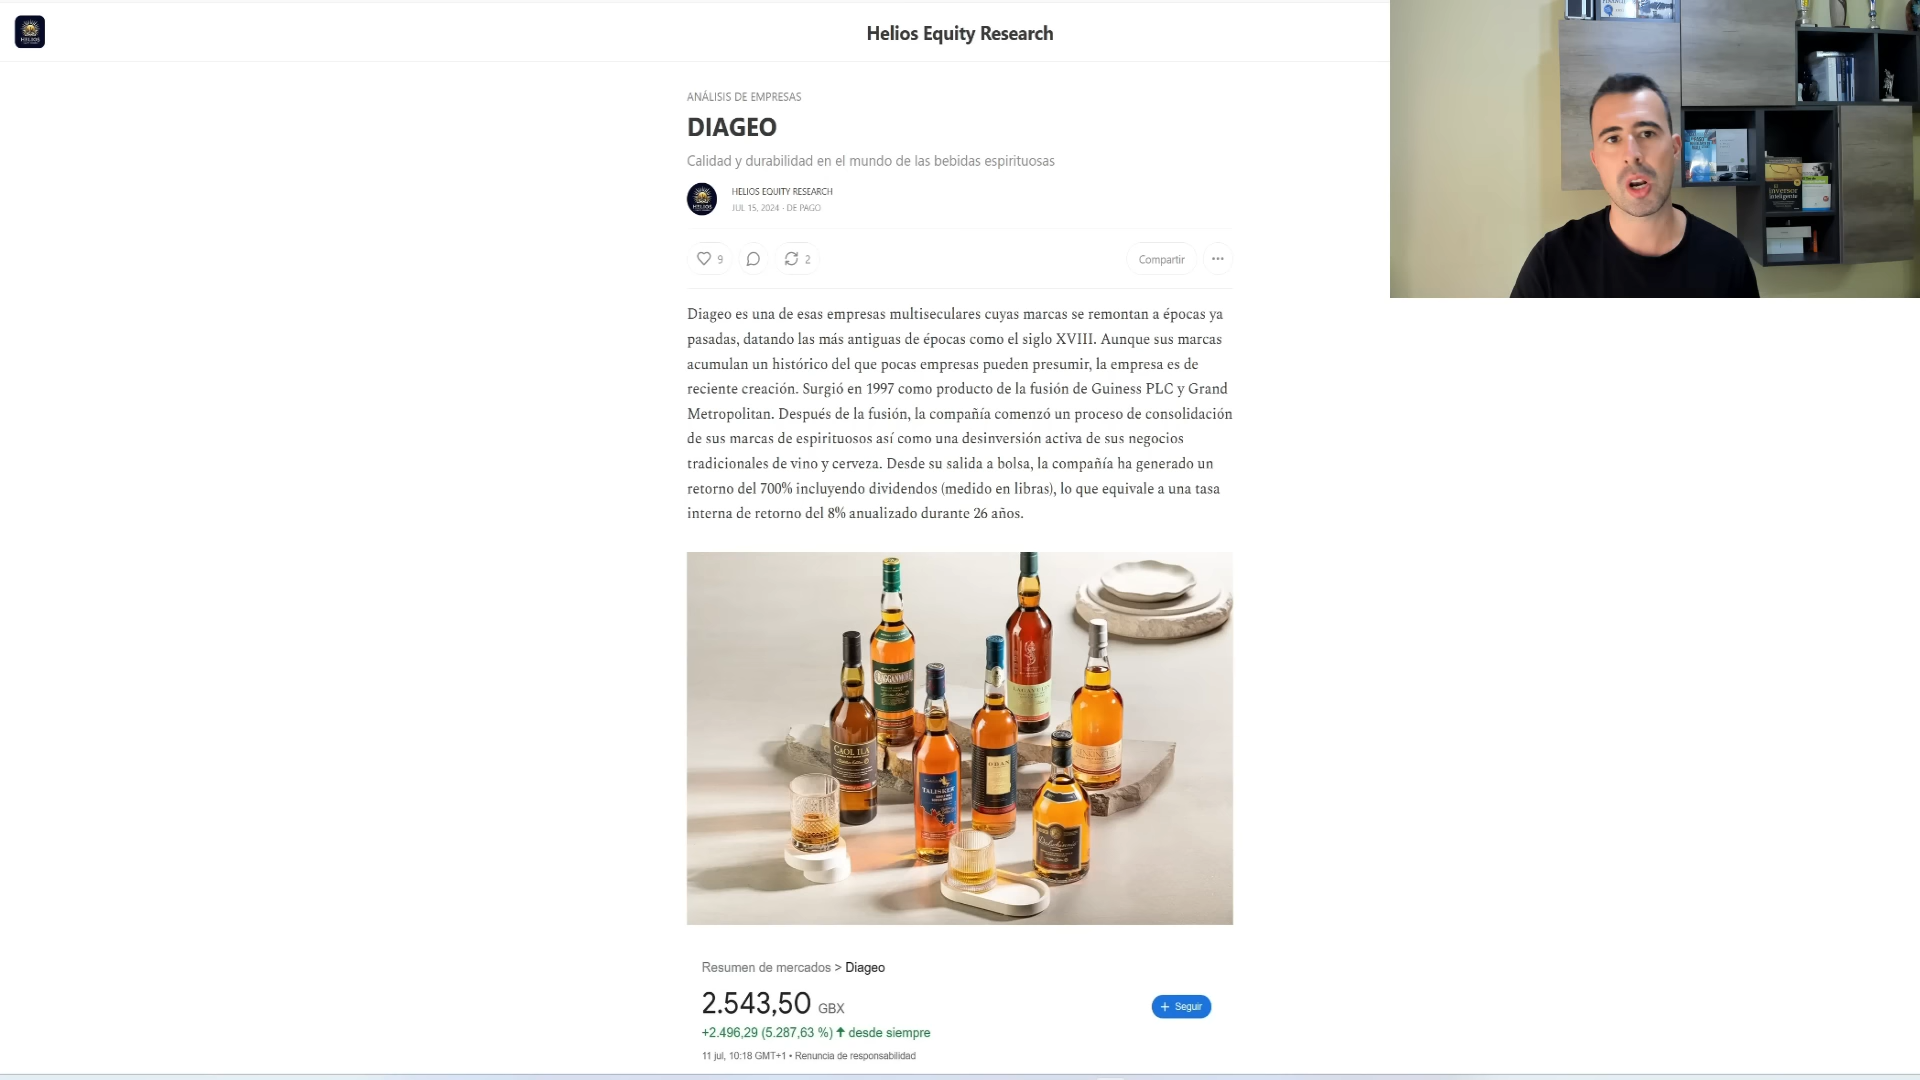 Helios Equity Research
ANÁLISIS DE EMPRESAS
DIAGEO
Calidad y durabilidad en el mundo de las bebidas espirituosas
HELIOS EQUITY RESEARCH
JUL 15, 2024 · DE PAGO
9
2
Compartir
Diageo es una de esas empresas multiseculares cuyas marcas se remontan a épocas ya
pasadas, datando las más antiguas de épocas como el siglo XVIII. Aunque sus marcas
acumulan un histórico del que pocas empresas pueden presumir, la empresa es de
reciente creación. Surgió en 1997 como producto de la fusión de Guiness PLC y Grand
Metropolitan. Después de la fusión, la compañía comenzó un proceso de consolidación
de sus marcas de espirituosos así como una desinversión activa de sus negocios
tradicionales de vino y cerveza. Desde su salida a bolsa, la compañía ha generado un
retorno del 700% incluyendo dividendos (medido en libras), lo que equivale a una tasa
interna de retorno del 8% anualizado durante 26 años.
CAOL ILA
TALISKER
OBAN
Resumen de mercados > Diageo
2.543,50 GBX
+ Seguir
+2.496,29 (5.287,63 %) ↑ desde siempre
11 jul, 10:18 GMT+1 • Renuncia de responsabilidad
inversor
inteligente